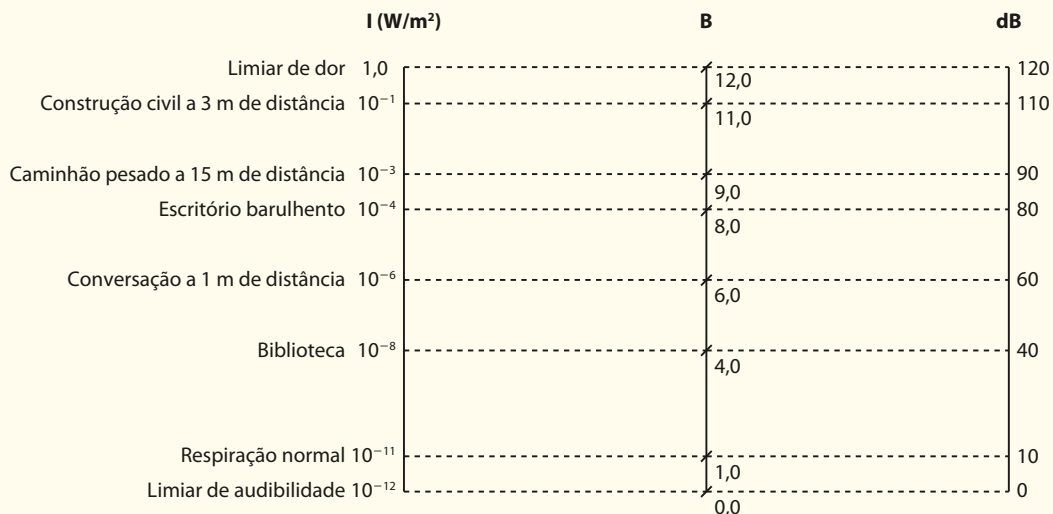 I (W/m²) B dB
Limiar de dor 1,0 120
12,0
Construção civil a 3 m de distância 10⁻¹ 110
11,0
Caminhão pesado a 15 m de distância 10⁻³ 90
9,0
Escritório barulhento 10⁻⁴ 80
8,0
Conversação a 1 m de distância 10⁻⁶ 60
6,0
Biblioteca 10⁻⁸ 40
4,0
Respiração normal 10⁻¹¹ 10
1,0
Limiar de audibilidade 10⁻¹² 0
0,0